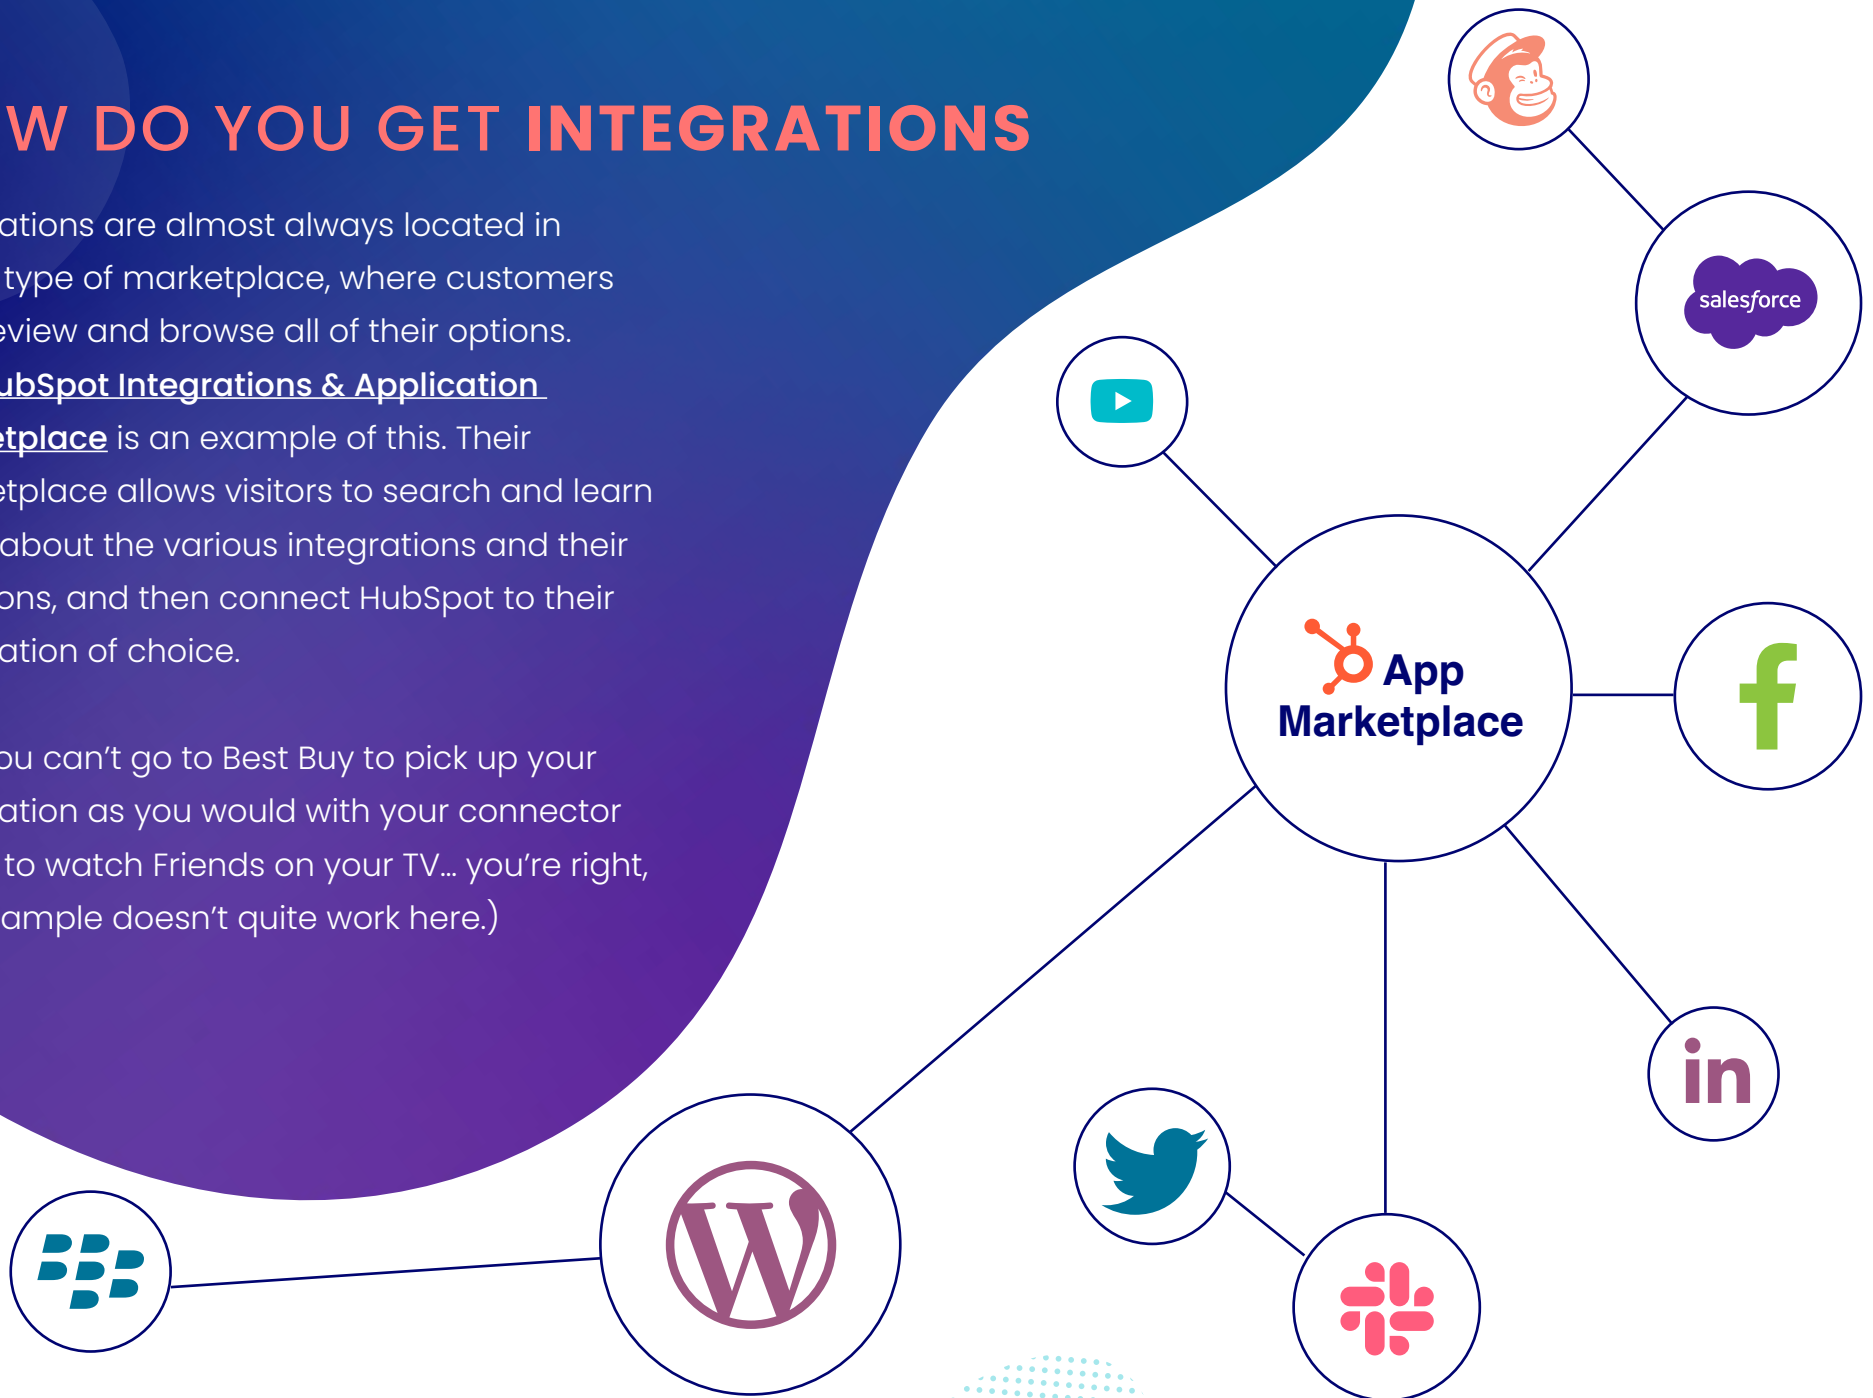 W DO YOU GET INTEGRATIONS
ations are almost always located in
type of marketplace, where customers
eview and browse all of their options.
ubSpot Integrations & Application
etplace is an example of this. Their
etplace allows visitors to search and learn
about the various integrations and their
ons, and then connect HubSpot to their
ation of choice.
ou can't go to Best Buy to pick up your
ation as you would with your connector
to watch Friends on your TV... you're right,
ample doesn't quite work here.)
salesforce
App
Marketplace
f
in